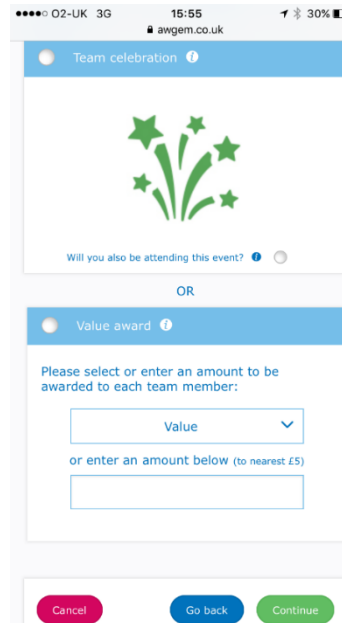 O2-UK 3G 15:55 30%
awgem.co.uk
Team celebration i
Will you also be attending this event? i
OR
Value award i
Please select or enter an amount to be
awarded to each team member:
Value
or enter an amount below (to nearest £5)
Cancel Go back Continue